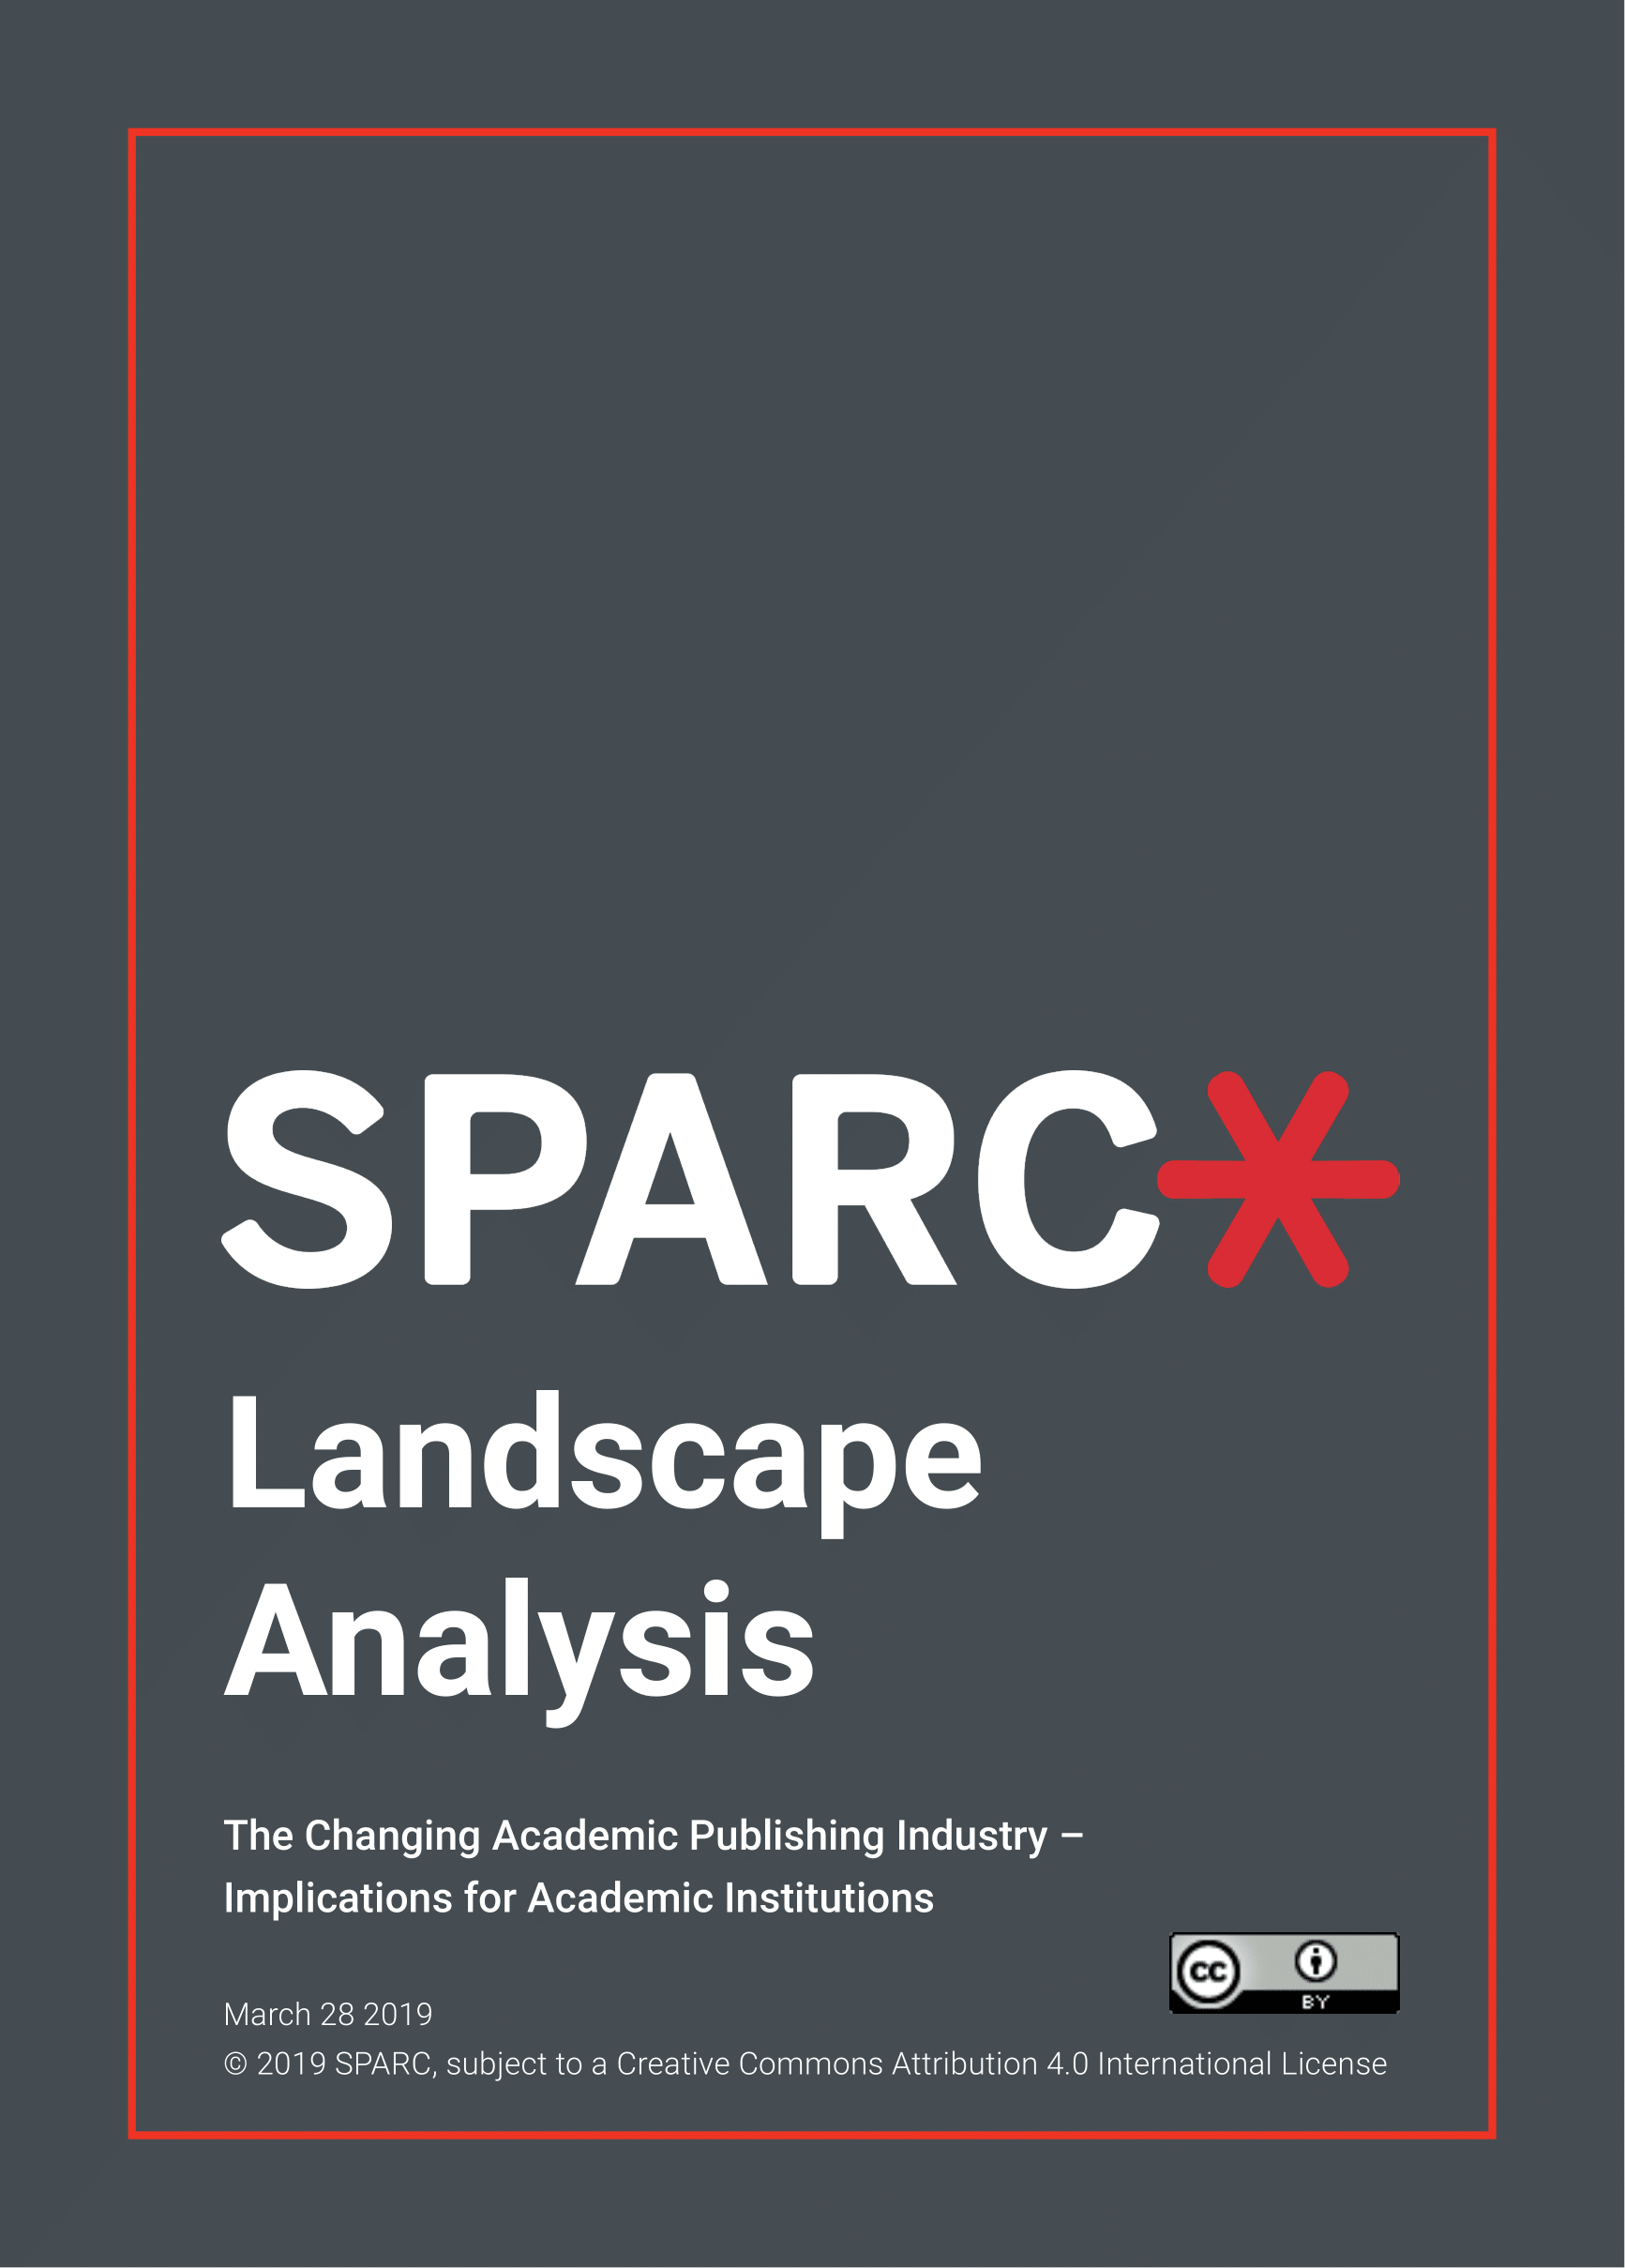 SPARC*
Landscape
Analysis
The Changing Academic Publishing Industry –
Implications for Academic Institutions
cc
BY
March 28 2019
© 2019 SPARC, subject to a Creative Commons Attribution 4.0 International License